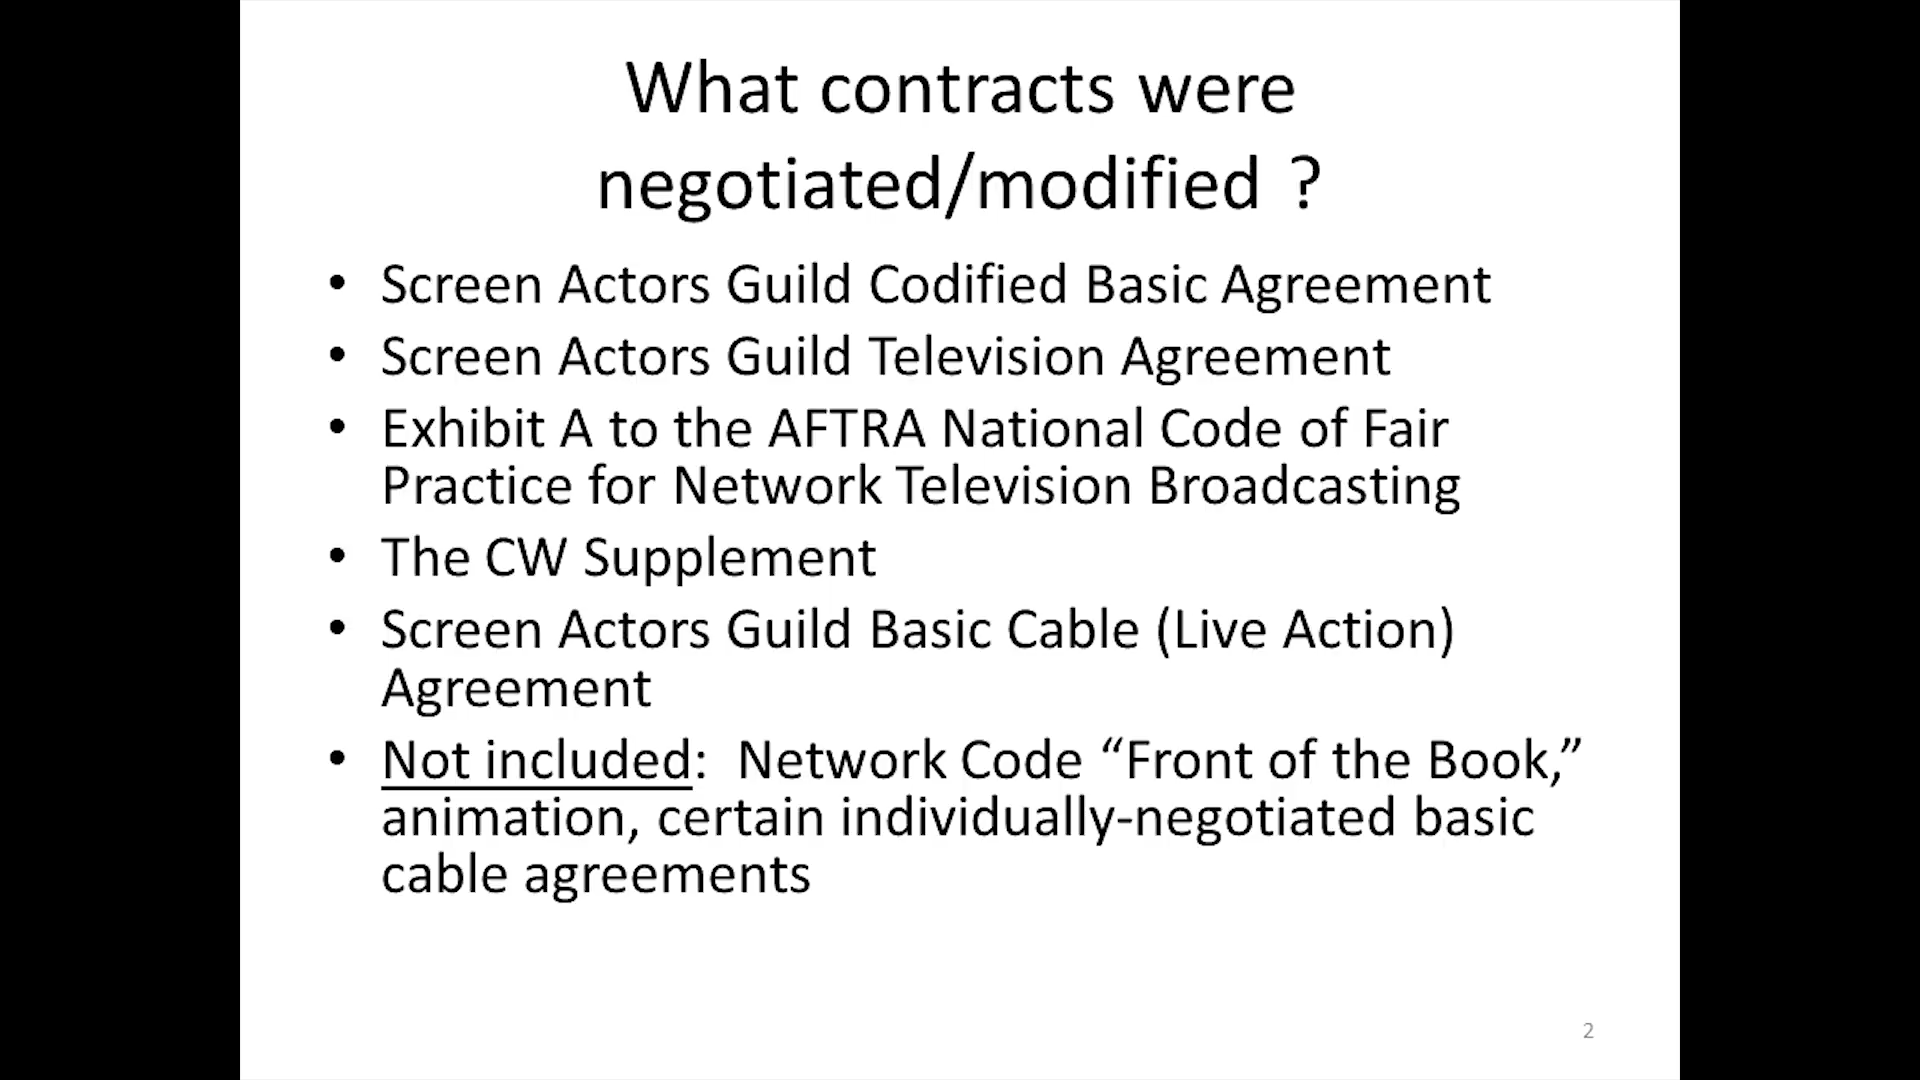 What contracts were
negotiated/modified ?
• Screen Actors Guild Codified Basic Agreement
• Screen Actors Guild Television Agreement
• Exhibit A to the AFTRA National Code of Fair
Practice for Network Television Broadcasting
• The CW Supplement
• Screen Actors Guild Basic Cable (Live Action)
Agreement
• Not included:  Network Code “Front of the Book,”
animation, certain individually-negotiated basic
cable agreements
2